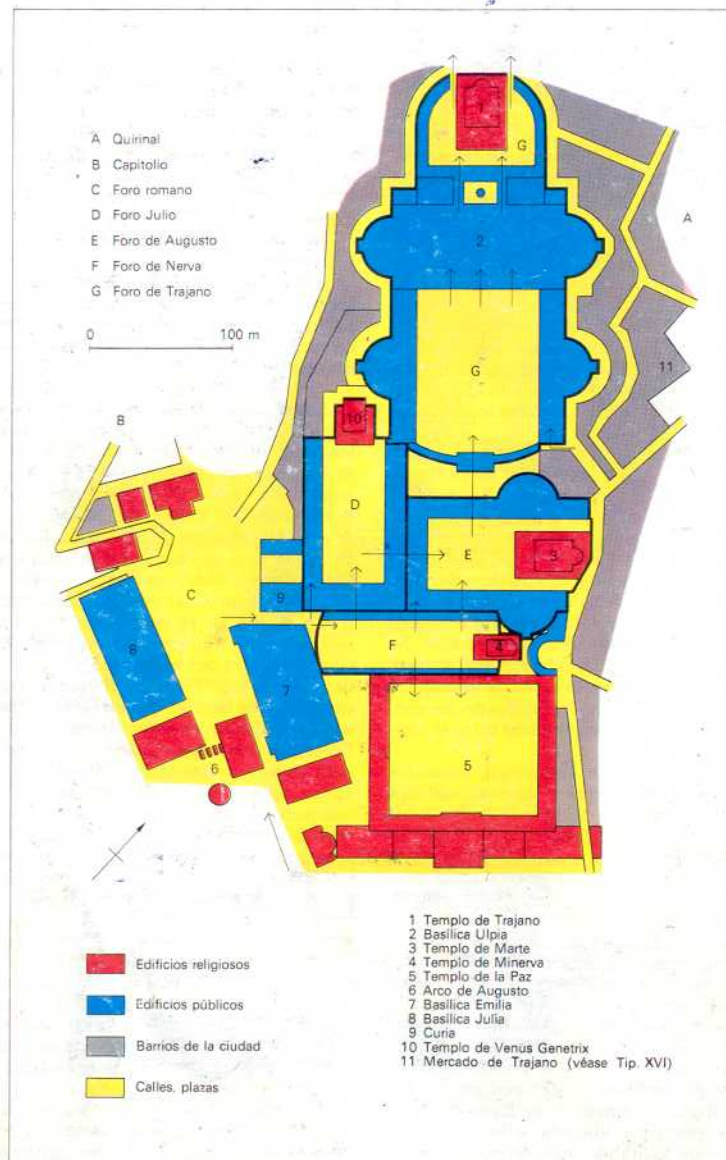 A Quirinal
B Capitolio
C Foro romano
D Foro Julio
E Foro de Augusto
F Foro de Nerva
G Foro de Trajano
0 100 m
1
G
A
2
11
G
B
10
D
E
3
C
9
F
4
8
7
5
6
Edificios religiosos
Edificios públicos
Barrios de la ciudad
Calles, plazas
1 Templo de Trajano
2 Basílica Ulpia
3 Templo de Marte
4 Templo de Minerva
5 Templo de la Paz
6 Arco de Augusto
7 Basílica Emilia
8 Basílica Julia
9 Curia
10 Templo de Venus Genetrix
11 Mercado de Trajano (véase Tip. XVI)